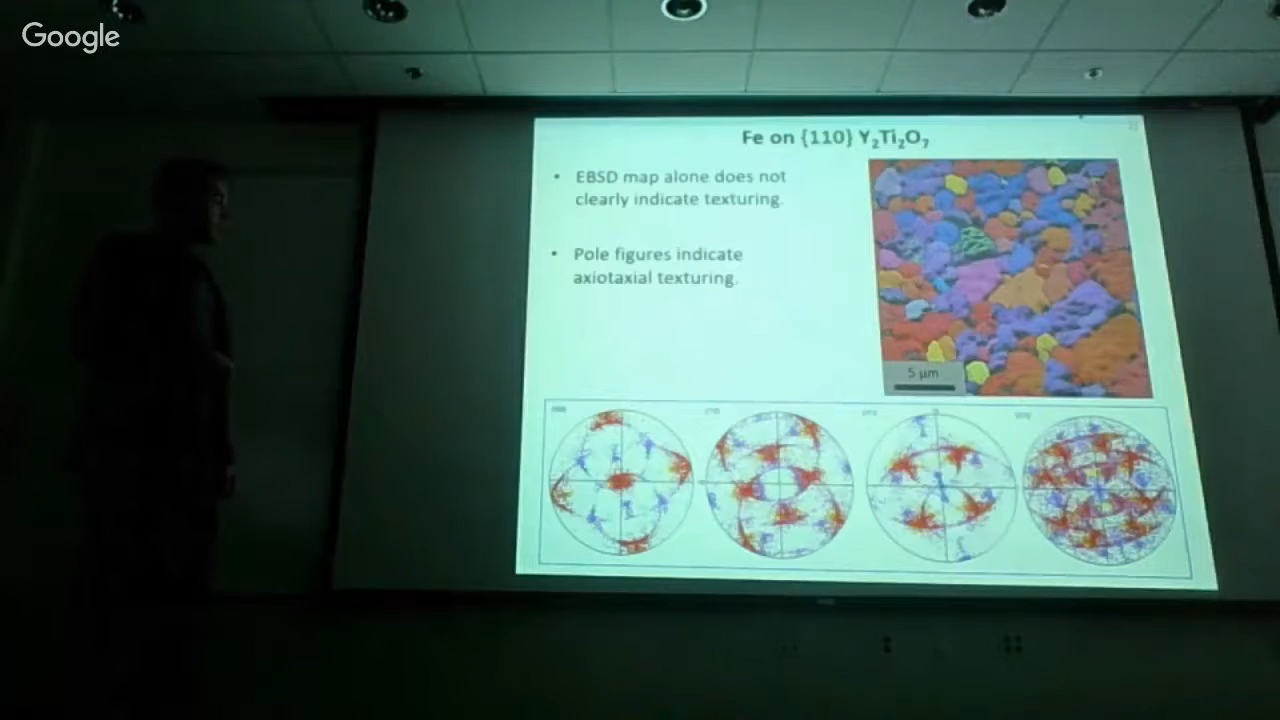 Google
Fe on {110} Y₂Ti₂O₇
• EBSD map alone does not
clearly indicate texturing.
• Pole figures indicate
axiotaxial texturing.
5 μm